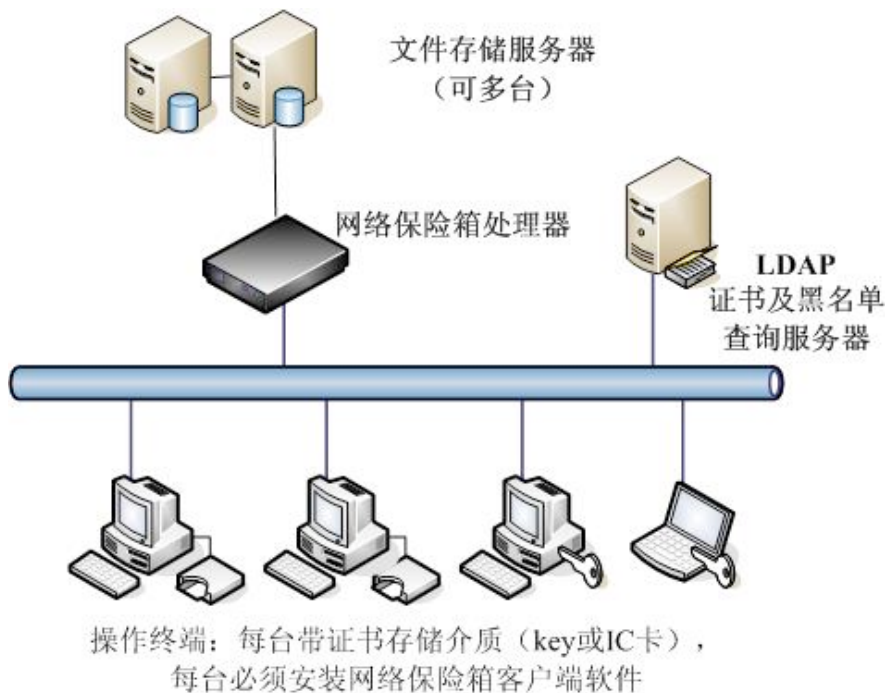 文件存储服务器
（可多台）
网络保险箱处理器
LDAP
证书及黑名单
查询服务器
操作终端：每台带证书存储介质（key或IC卡），
每台必须安装网络保险箱客户端软件